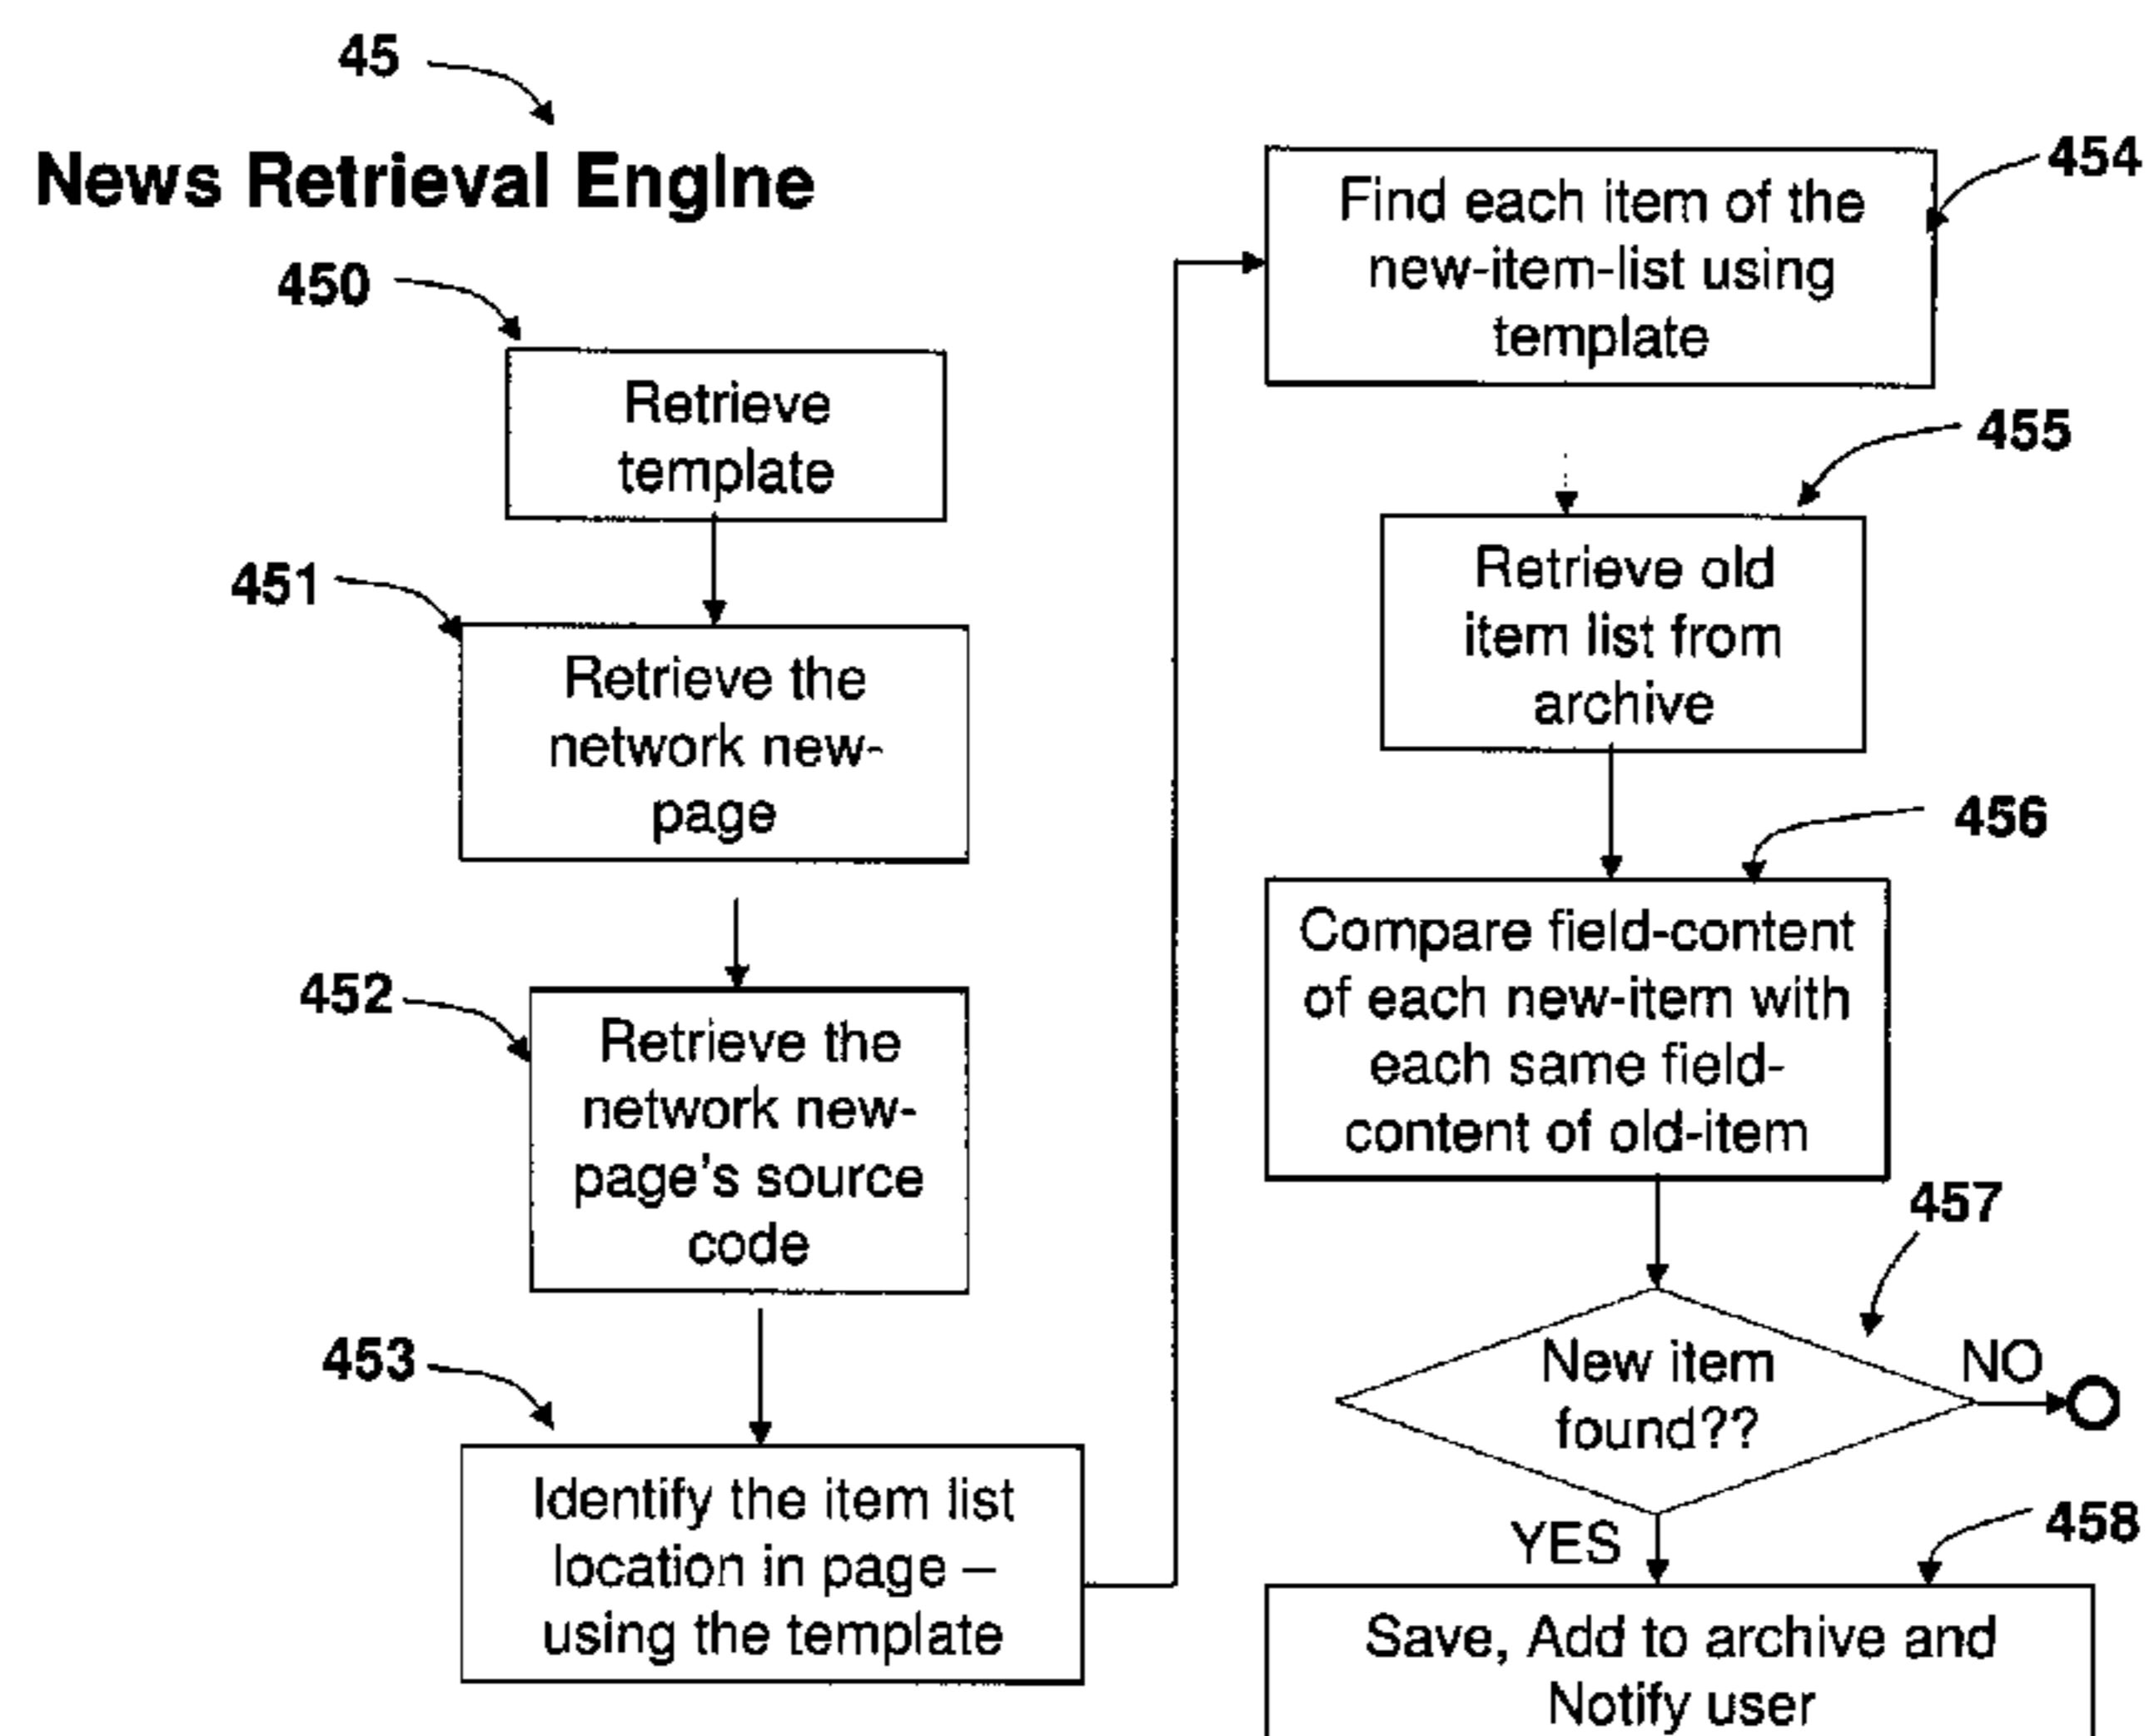 45
News Retrieval Engine
450
Retrieve
template
451
Retrieve the
network new-
page
452
Retrieve the
network new-
page's source
code
453
Identify the item list
location in page –
using the template
454
Find each item of the
new-item-list using
template
455
Retrieve old
item list from
archive
456
Compare field-content
of each new-item with
each same field-
content of old-item
457
New item
found??
NO
YES
458
Save, Add to archive and
Notify user